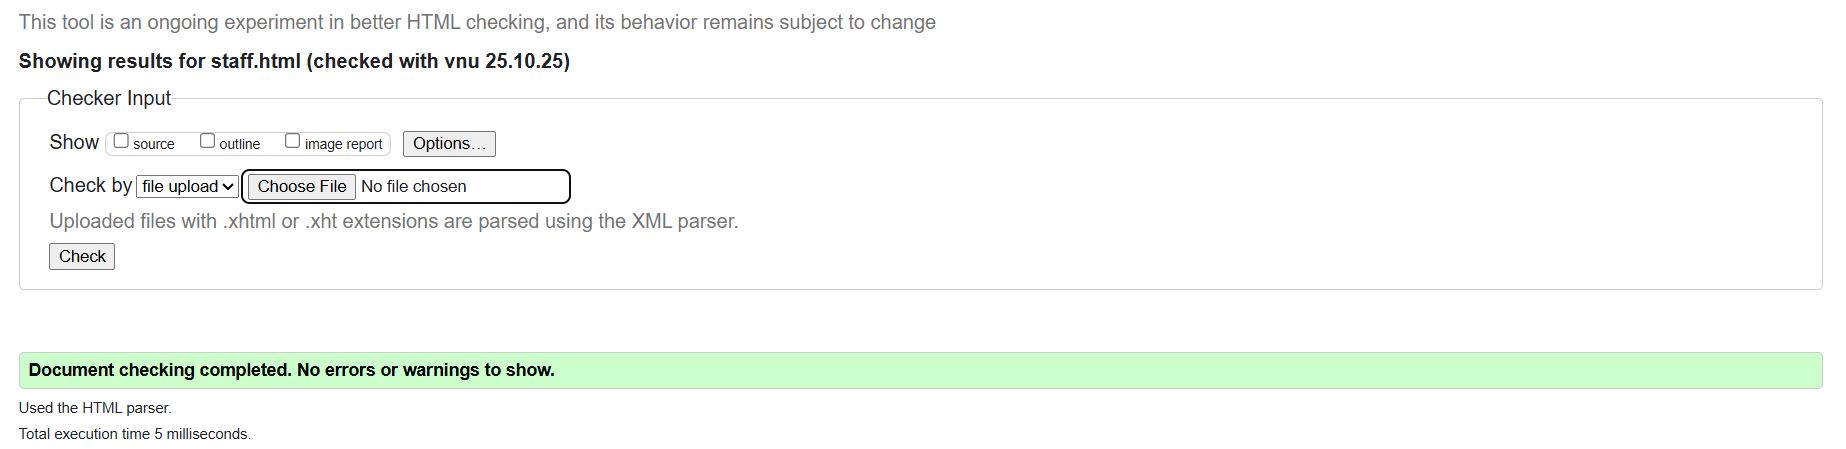 This tool is an ongoing experiment in better HTML checking, and its behavior remains subject to change
Showing results for staff.html (checked with vnu 25.10.25)
Checker Input
Show source outline image report Options...
Check by file upload Choose File No file chosen
Uploaded files with .xhtml or .xht extensions are parsed using the XML parser.
Check
Document checking completed. No errors or warnings to show.
Used the HTML parser.
Total execution time 5 milliseconds.